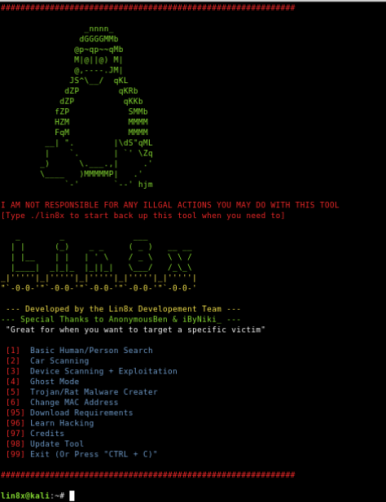 ############################################################
_nnnn_
dGGGGMMb
@p~qp~~qMb
M|@||@) M|
@,----.JM|
JS^\__/  qKL
dZP        qKRb
dZP          qKKb
fZP            SMMb
HZM            MMMM
FqM            MMMM
__| ".        |\dS"qML
|    `.       | `' \Zq
_)      \.___.,|     .'
\____   )MMMMMP|   .'
`-'       `--' hjm
I AM NOT RESPONSIBLE FOR ANY ILLGAL ACTIONS YOU MAY DO WITH THIS TOOL
[Type ./lin8x to start back up this tool when you need to]
Lin8x
--- Developed by the Lin8x Developement Team ---
--- Special Thanks to AnonymousBen & iByNiki_ ---
"Great for when you want to target a specific victim"
[1] Basic Human/Person Search
[2] Car Scanning
[3] Device Scanning + Exploitation
[4] Ghost Mode
[5] Trojan/Rat Malware Creater
[6] Change MAC Address
[95] Download Requirements
[96] Learn Hacking
[97] Credits
[98] Update Tool
[99] Exit (Or Press "CTRL + C)"
############################################################
lin8x@kali:~#